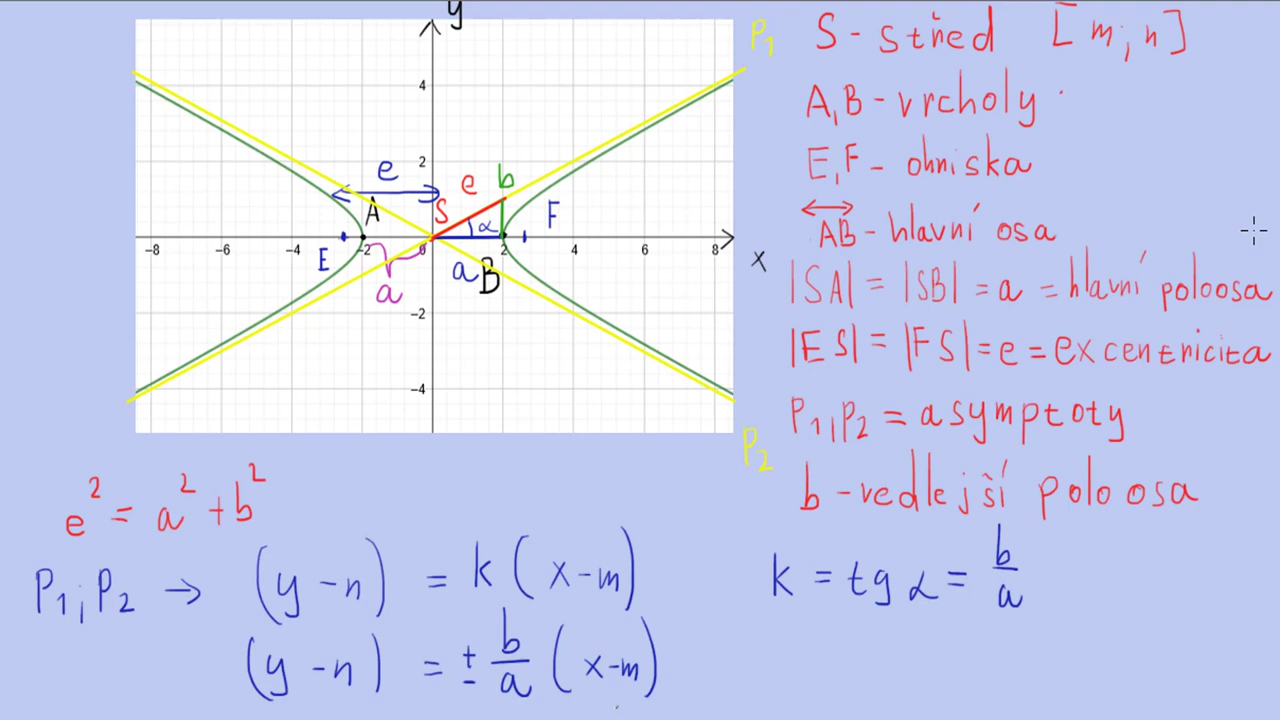 y
P₁
S - střed [m; n]
4
A, B - vrcholy
2
e
e
b
E, F - ohniska
A
S
α
F
AB - hlavní osa
-8 -6 -4 -2 0 2 4 6 8
E
a
a
B
x
|SA| = |SB| = a = hlavní poloosa
-2
|ES| = |FS| = e = excentricita
-4
P₁, P₂ = asymptoty
P₂
b - vedlejší poloosa
e² = a² + b²
P₁; P₂ → (y - n) = k (x - m)
k = tg α = b/a
(y - n) = ± b/a (x - m)